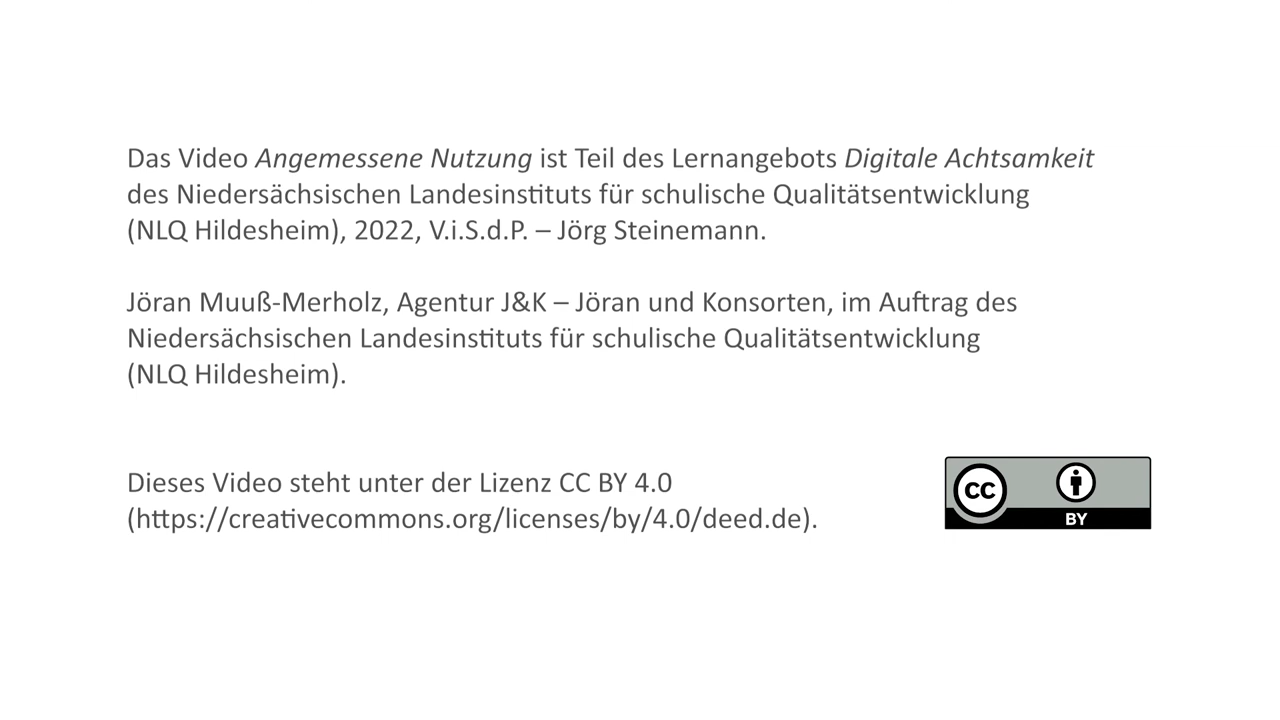 Das Video Angemessene Nutzung ist Teil des Lernangebots Digitale Achtsamkeit
des Niedersächsischen Landesinstituts für schulische Qualitätsentwicklung
(NLQ Hildesheim), 2022, V.i.S.d.P. – Jörg Steinemann.
Jöran Muuß-Merholz, Agentur J&K – Jöran und Konsorten, im Auftrag des
Niedersächsischen Landesinstituts für schulische Qualitätsentwicklung
(NLQ Hildesheim).
Dieses Video steht unter der Lizenz CC BY 4.0
(https://creativecommons.org/licenses/by/4.0/deed.de).
CC
BY